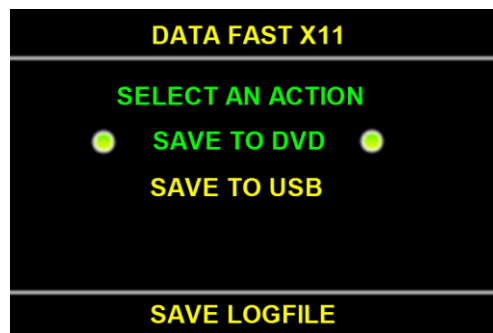 DATA FAST X11
SELECT AN ACTION
SAVE TO DVD
SAVE TO USB
SAVE LOGFILE